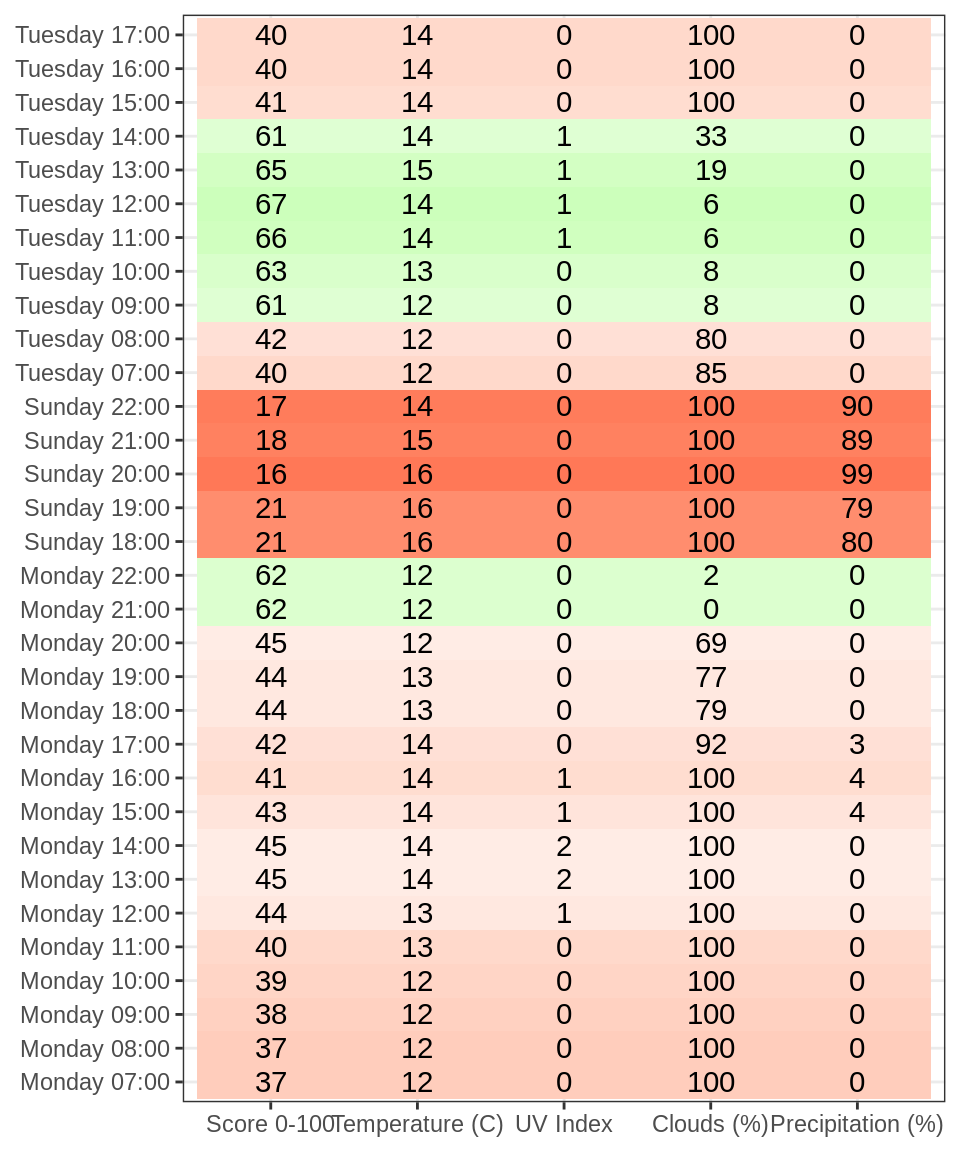 Tuesday 17:00 40 14 0 100 0
Tuesday 16:00 40 14 0 100 0
Tuesday 15:00 41 14 0 100 0
Tuesday 14:00 61 14 1 33 0
Tuesday 13:00 65 15 1 19 0
Tuesday 12:00 67 14 1 6 0
Tuesday 11:00 66 14 1 6 0
Tuesday 10:00 63 13 0 8 0
Tuesday 09:00 61 12 0 8 0
Tuesday 08:00 42 12 0 80 0
Tuesday 07:00 40 12 0 85 0
Sunday 22:00 17 14 0 100 90
Sunday 21:00 18 15 0 100 89
Sunday 20:00 16 16 0 100 99
Sunday 19:00 21 16 0 100 79
Sunday 18:00 21 16 0 100 80
Monday 22:00 62 12 0 2 0
Monday 21:00 62 12 0 0 0
Monday 20:00 45 12 0 69 0
Monday 19:00 44 13 0 77 0
Monday 18:00 44 13 0 79 0
Monday 17:00 42 14 0 92 3
Monday 16:00 41 14 1 100 4
Monday 15:00 43 14 1 100 4
Monday 14:00 45 14 2 100 0
Monday 13:00 45 14 2 100 0
Monday 12:00 44 13 1 100 0
Monday 11:00 40 13 0 100 0
Monday 10:00 39 12 0 100 0
Monday 09:00 38 12 0 100 0
Monday 08:00 37 12 0 100 0
Monday 07:00 37 12 0 100 0
Score 0-100 Temperature (C) UV Index Clouds (%) Precipitation (%)